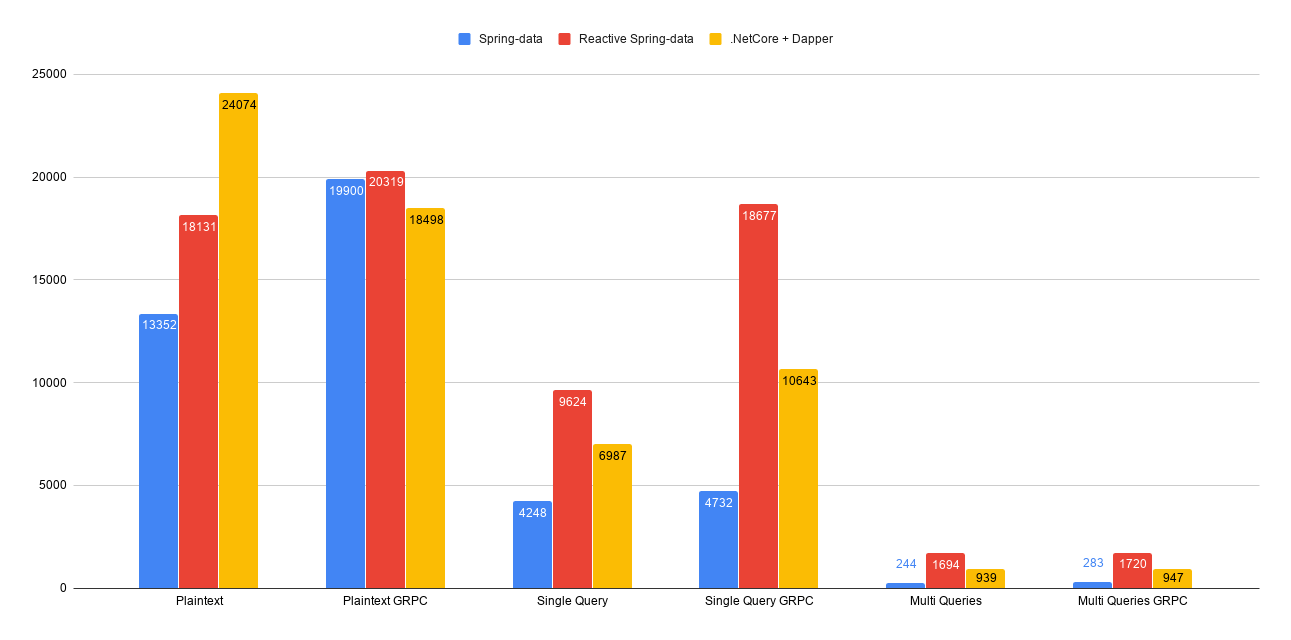 Spring-data Reactive Spring-data .NetCore + Dapper
25000
20000
15000
10000
5000
0
13352 18131 24074
19900 20319 18498
4248 9624 6987
4732 18677 10643
244 1694 939
283 1720 947
Plaintext Plaintext GRPC Single Query Single Query GRPC Multi Queries Multi Queries GRPC